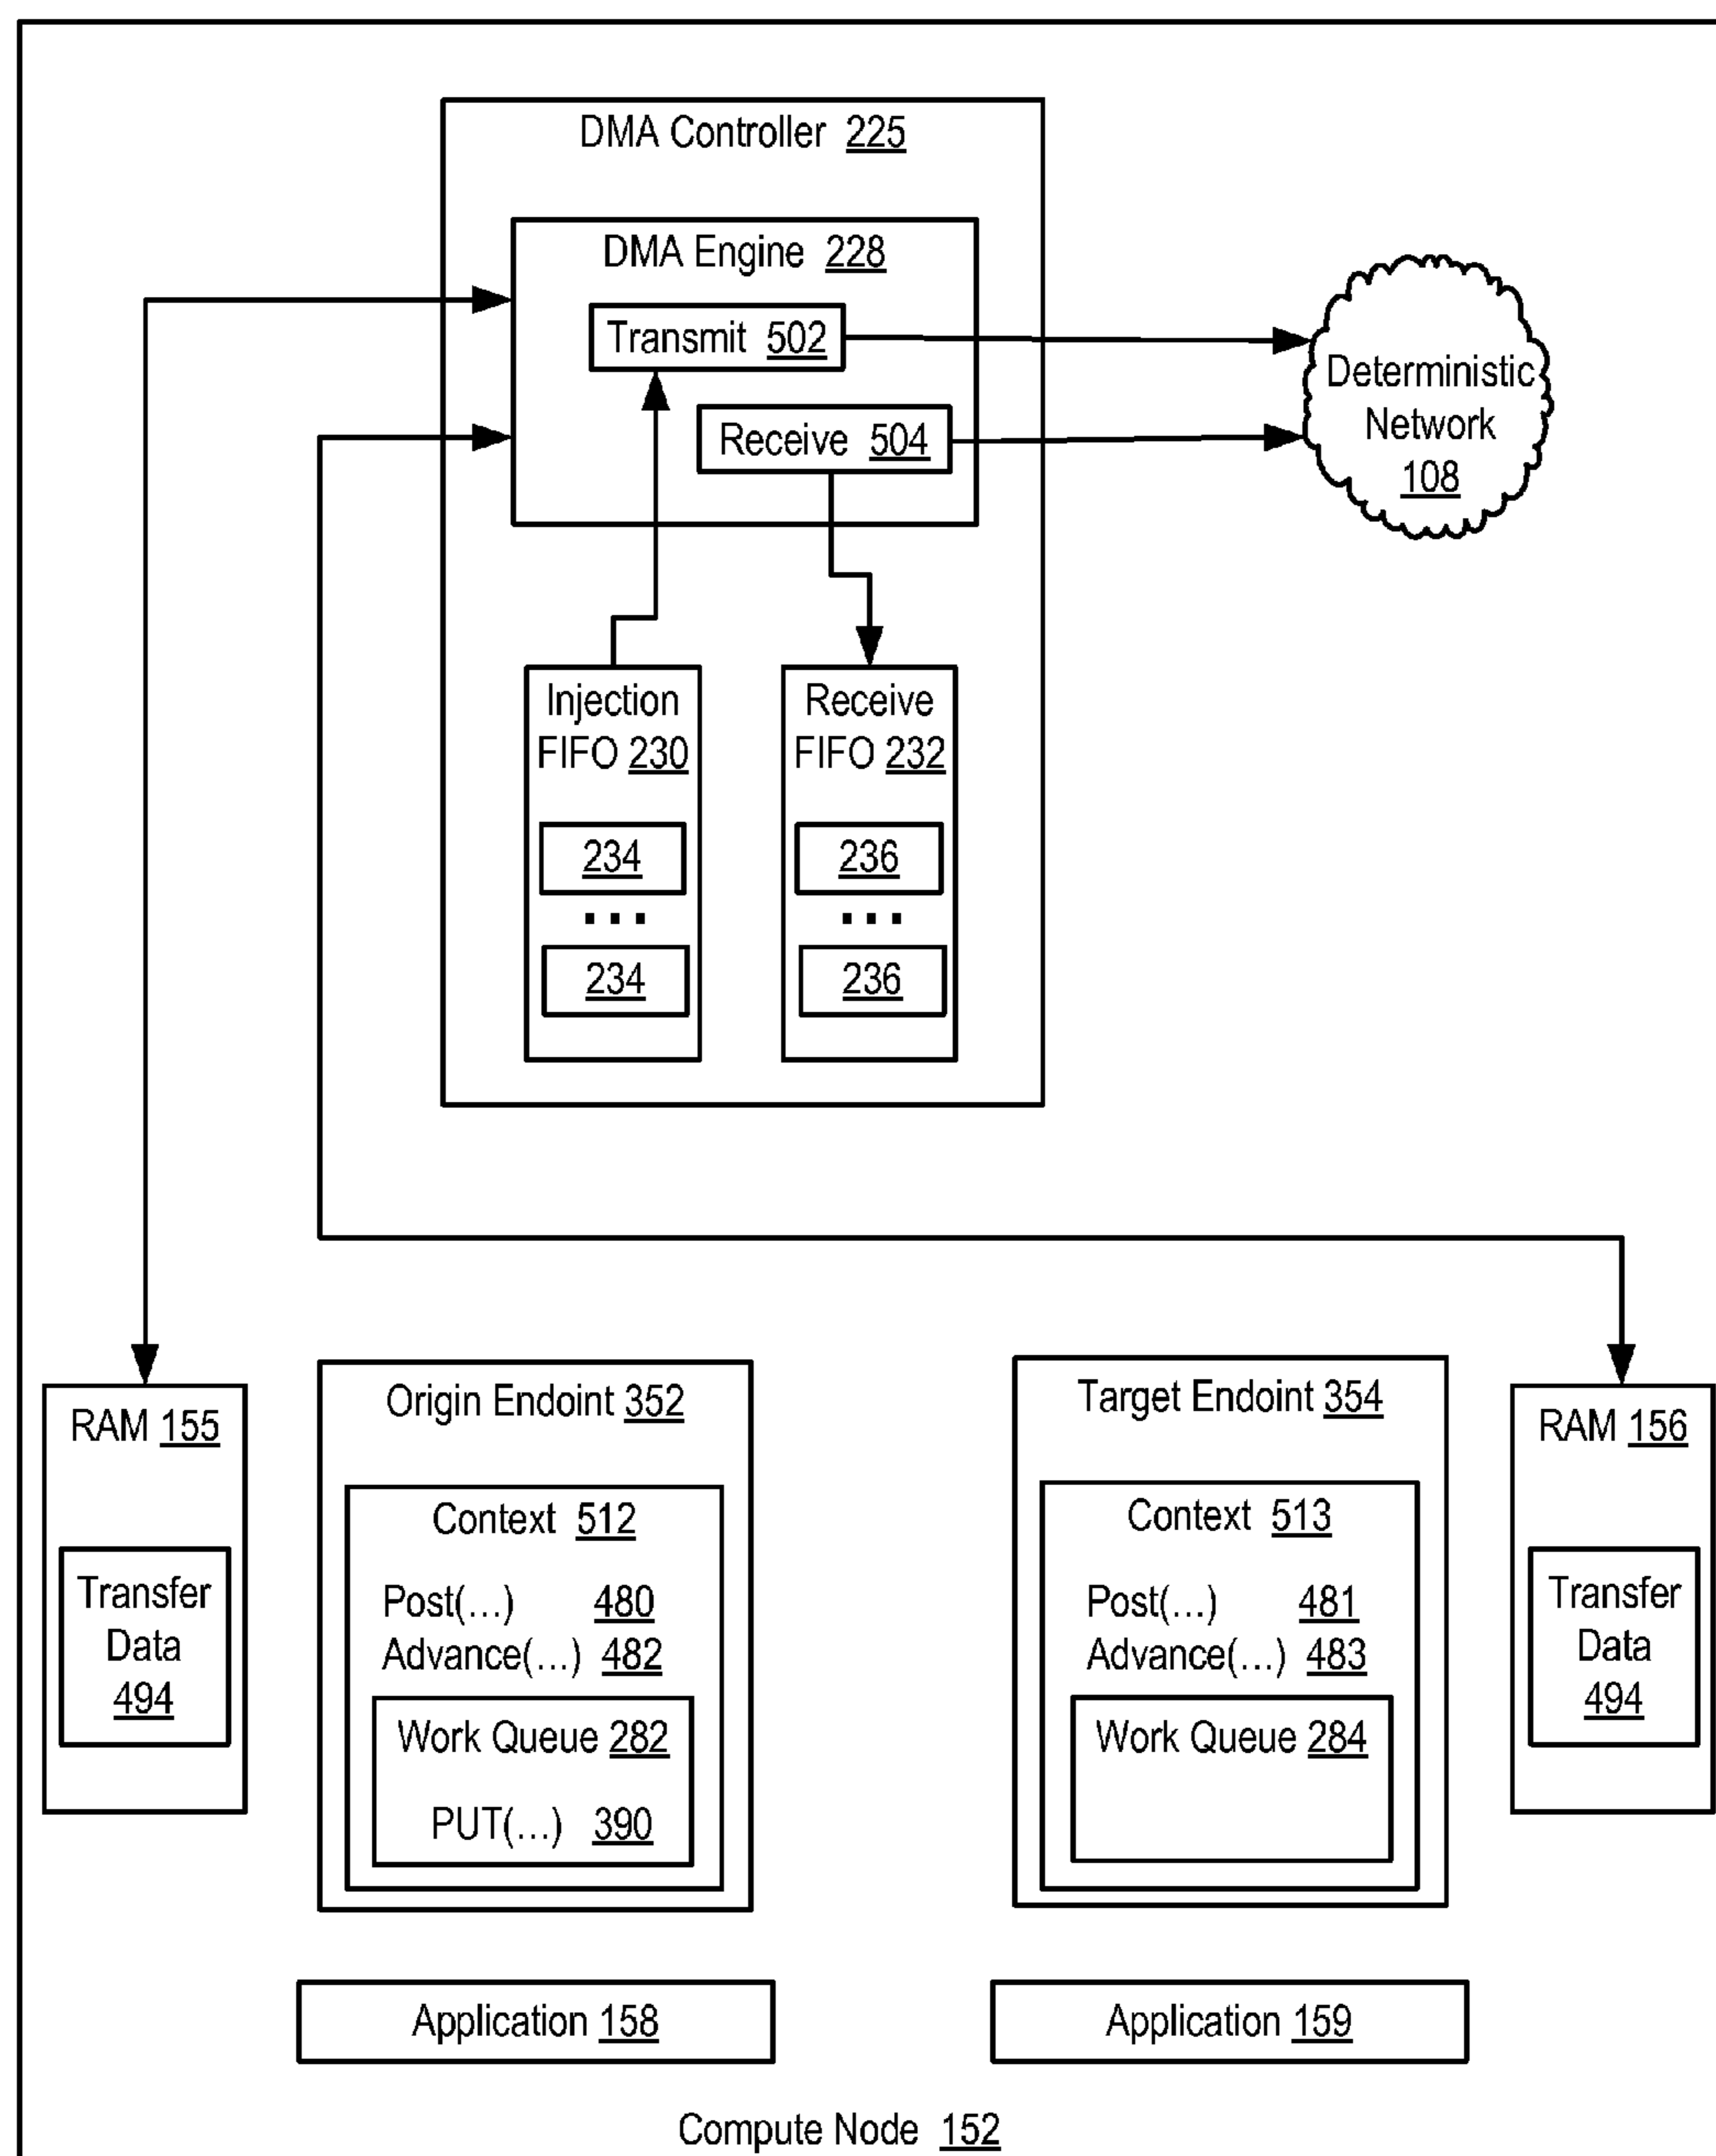 DMA Controller 225
DMA Engine 228
Transmit 502
Receive 504
Deterministic
Network
108
Injection
FIFO 230
234
...
234
Receive
FIFO 232
236
...
236
RAM 155
Transfer
Data
494
Origin Endoint 352
Context 512
Post(...) 480
Advance(...) 482
Work Queue 282
PUT(...) 390
Target Endoint 354
Context 513
Post(...) 481
Advance(...) 483
Work Queue 284
RAM 156
Transfer
Data
494
Application 158
Application 159
Compute Node 152